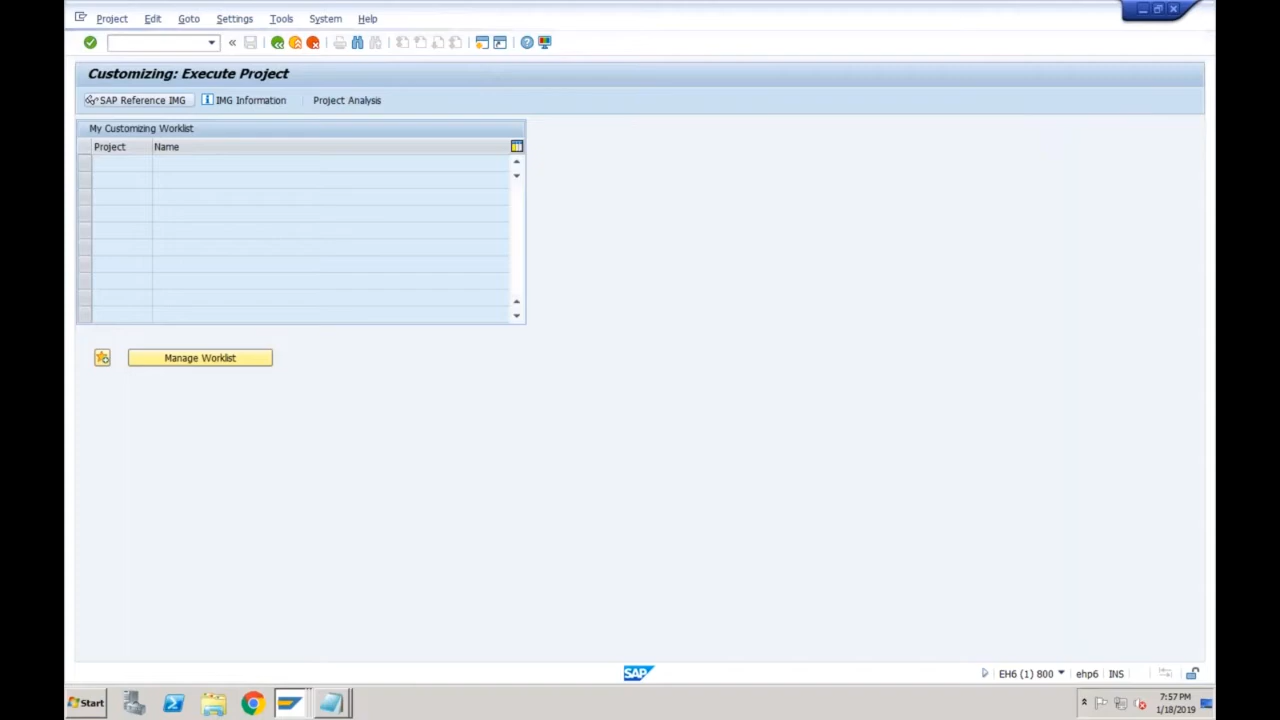 Project Edit Goto Settings Tools System Help
Customizing: Execute Project
SAP Reference IMG IMG Information Project Analysis
My Customizing Worklist
Project Name
Manage Worklist
SAP EH6 (1) 800 ehp6 INS
Start 7:57 PM
1/18/2019